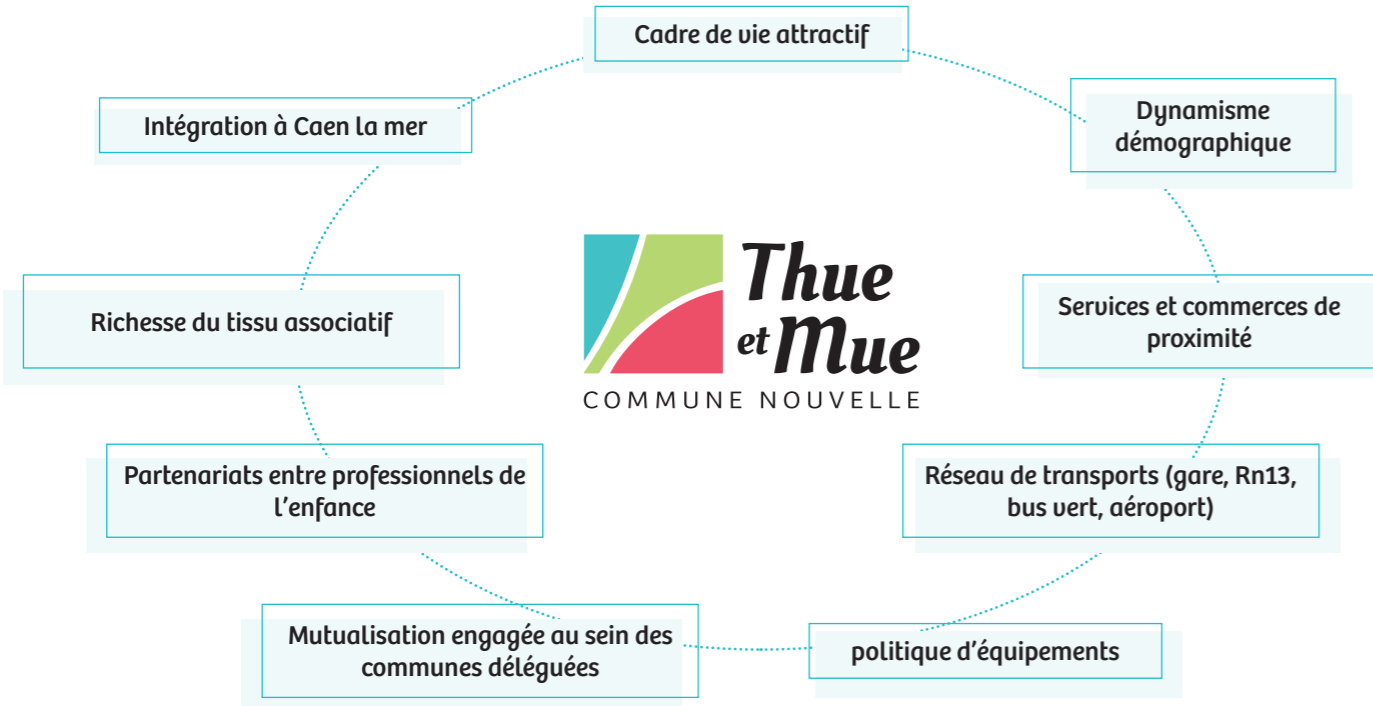 Cadre de vie attractif
Dynamisme
démographique
Intégration à Caen la mer
Thue
et Mue
COMMUNE NOUVELLE
Services et commerces de
proximité
Richesse du tissu associatif
Partenariats entre professionnels de
l'enfance
Réseau de transports (gare, Rn13,
bus vert, aéroport)
Mutualisation engagée au sein des
communes déléguées
politique d'équipements